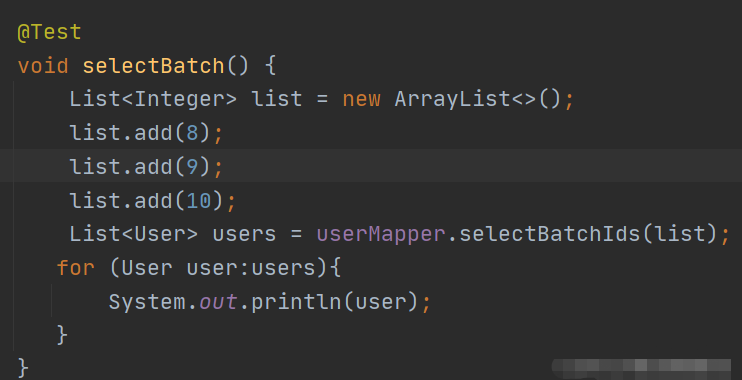 @Test
void selectBatch() {
List<Integer> list = new ArrayList<>();
list.add(8);
list.add(9);
list.add(10);
List<User> users = userMapper.selectBatchIds(list);
for (User user:users){
System.out.println(user);
}
}